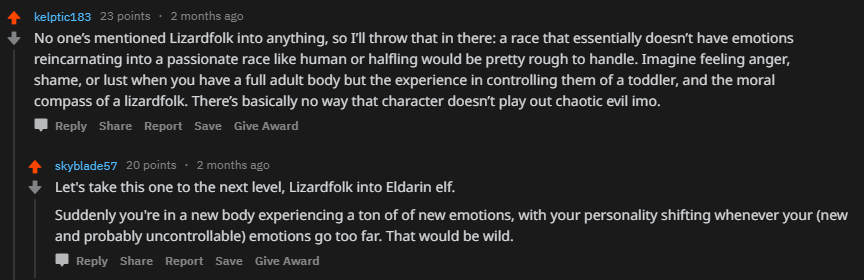 kelptic183 23 points · 2 months ago
No one's mentioned Lizardfolk into anything, so I'll throw that in there: a race that essentially doesn't have emotions
reincarnating into a passionate race like human or halfling would be pretty rough to handle. Imagine feeling anger,
shame, or lust when you have a full adult body but the experience in controlling them of a toddler, and the moral
compass of a lizardfolk. There's basically no way that character doesn't play out chaotic evil imo.
Reply Share Report Save Give Award
skyblade57 20 points · 2 months ago
Let's take this one to the next level, Lizardfolk into Eldarin elf.
Suddenly you're in a new body experiencing a ton of of new emotions, with your personality shifting whenever your (new
and probably uncontrollable) emotions go too far. That would be wild.
Reply Share Report Save Give Award